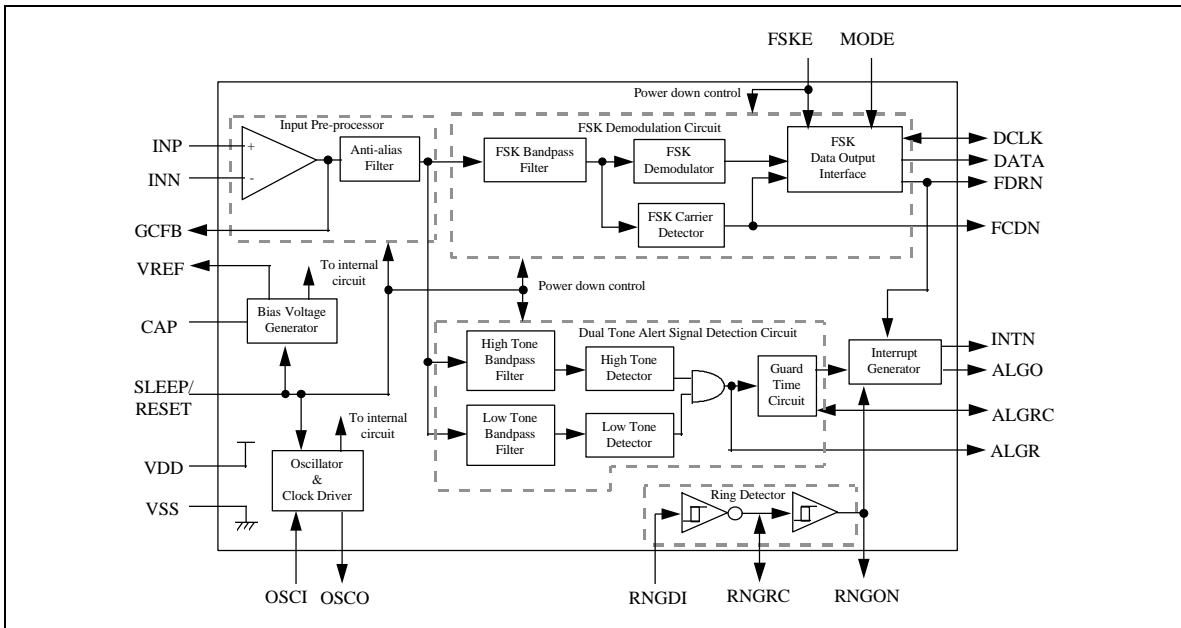 FSKE
MODE
Power down control
Input Pre-processor
FSK Demodulation Circuit
INP
+
INN
-
Anti-alias
Filter
FSK Bandpass
Filter
FSK
Demodulator
FSK
Data Output
Interface
DCLK
DATA
FDRN
FSK Carrier
Detector
GCFB
FCDN
VREF
To internal
circuit
Power down control
CAP
Bias Voltage
Generator
Dual Tone Alert Signal Detection Circuit
High Tone
Bandpass
Filter
High Tone
Detector
Guard
Time
Circuit
Interrupt
Generator
INTN
ALGO
SLEEP/
RESET
To internal
circuit
Low Tone
Bandpass
Filter
Low Tone
Detector
ALGRC
ALGR
VDD
Oscillator
&
Clock Driver
VSS
Ring Detector
OSCI
OSCO
RNGDI
RNGRC
RNGON